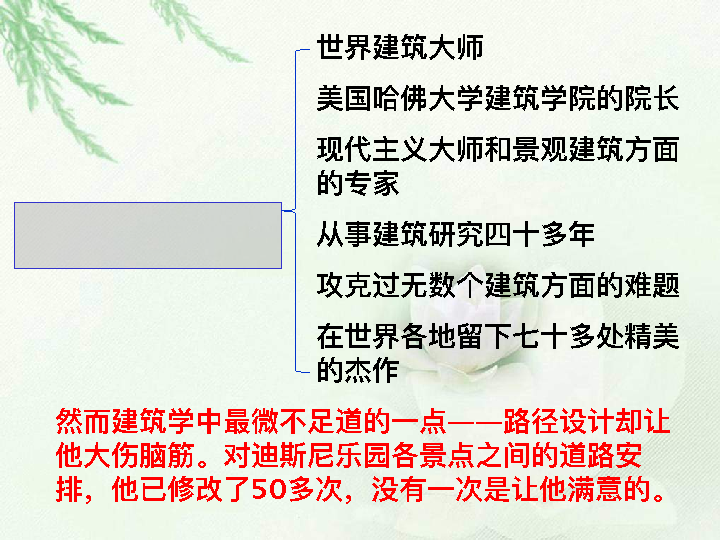 世界建筑大师
美国哈佛大学建筑学院的院长
现代主义大师和景观建筑方面
的专家
从事建筑研究四十多年
攻克过无数个建筑方面的难题
在世界各地留下七十多处精美
的杰作
然而建筑学中最微不足道的一点——路径设计却让
他大伤脑筋。对迪斯尼乐园各景点之间的道路安
排，他已修改了50多次，没有一次是让他满意的。